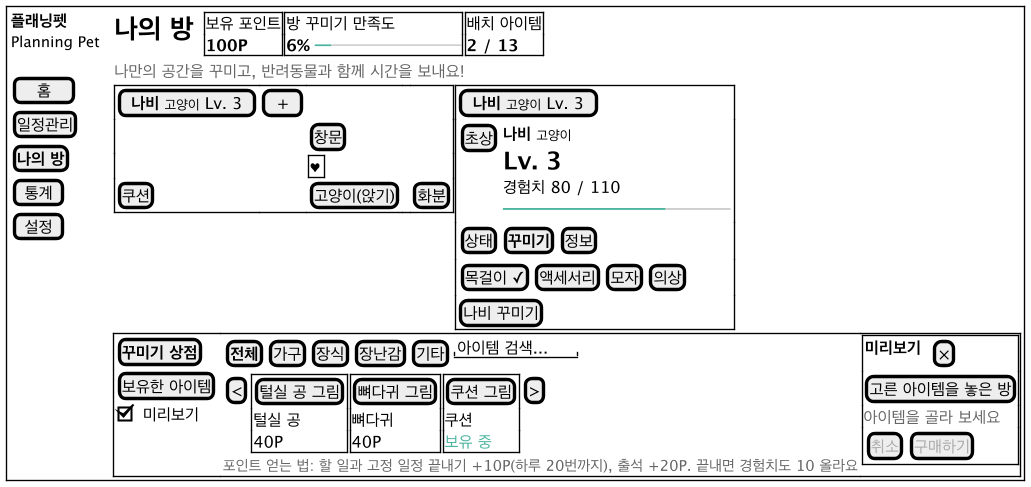 플래닝펫
Planning Pet
홈
일정관리
나의 방
통계
설정
나의 방
보유 포인트
100P
방 꾸미기 만족도
6%
배치 아이템
2 / 13
나만의 공간을 꾸미고, 반려동물과 함께 시간을 보내요!
나비 고양이 Lv. 3
+
창문
♥
쿠션
고양이(앉기)
화분
나비 고양이 Lv. 3
초상
나비 고양이
Lv. 3
경험치 80 / 110
상태
꾸미기
정보
목걸이 ✓
액세서리
모자
의상
나비 꾸미기
꾸미기 상점
보유한 아이템
미리보기
전체
가구
장식
장난감
기타
아이템 검색...
<
털실 공 그림
털실 공
40P
뼈다귀 그림
뼈다귀
40P
쿠션 그림
쿠션
보유 중
>
포인트 얻는 법: 할 일과 고정 일정 끝내기 +10P(하루 20번까지), 출석 +20P. 끝내면 경험치도 10 올라요
미리보기
×
고른 아이템을 놓은 방
아이템을 골라 보세요
취소
구매하기